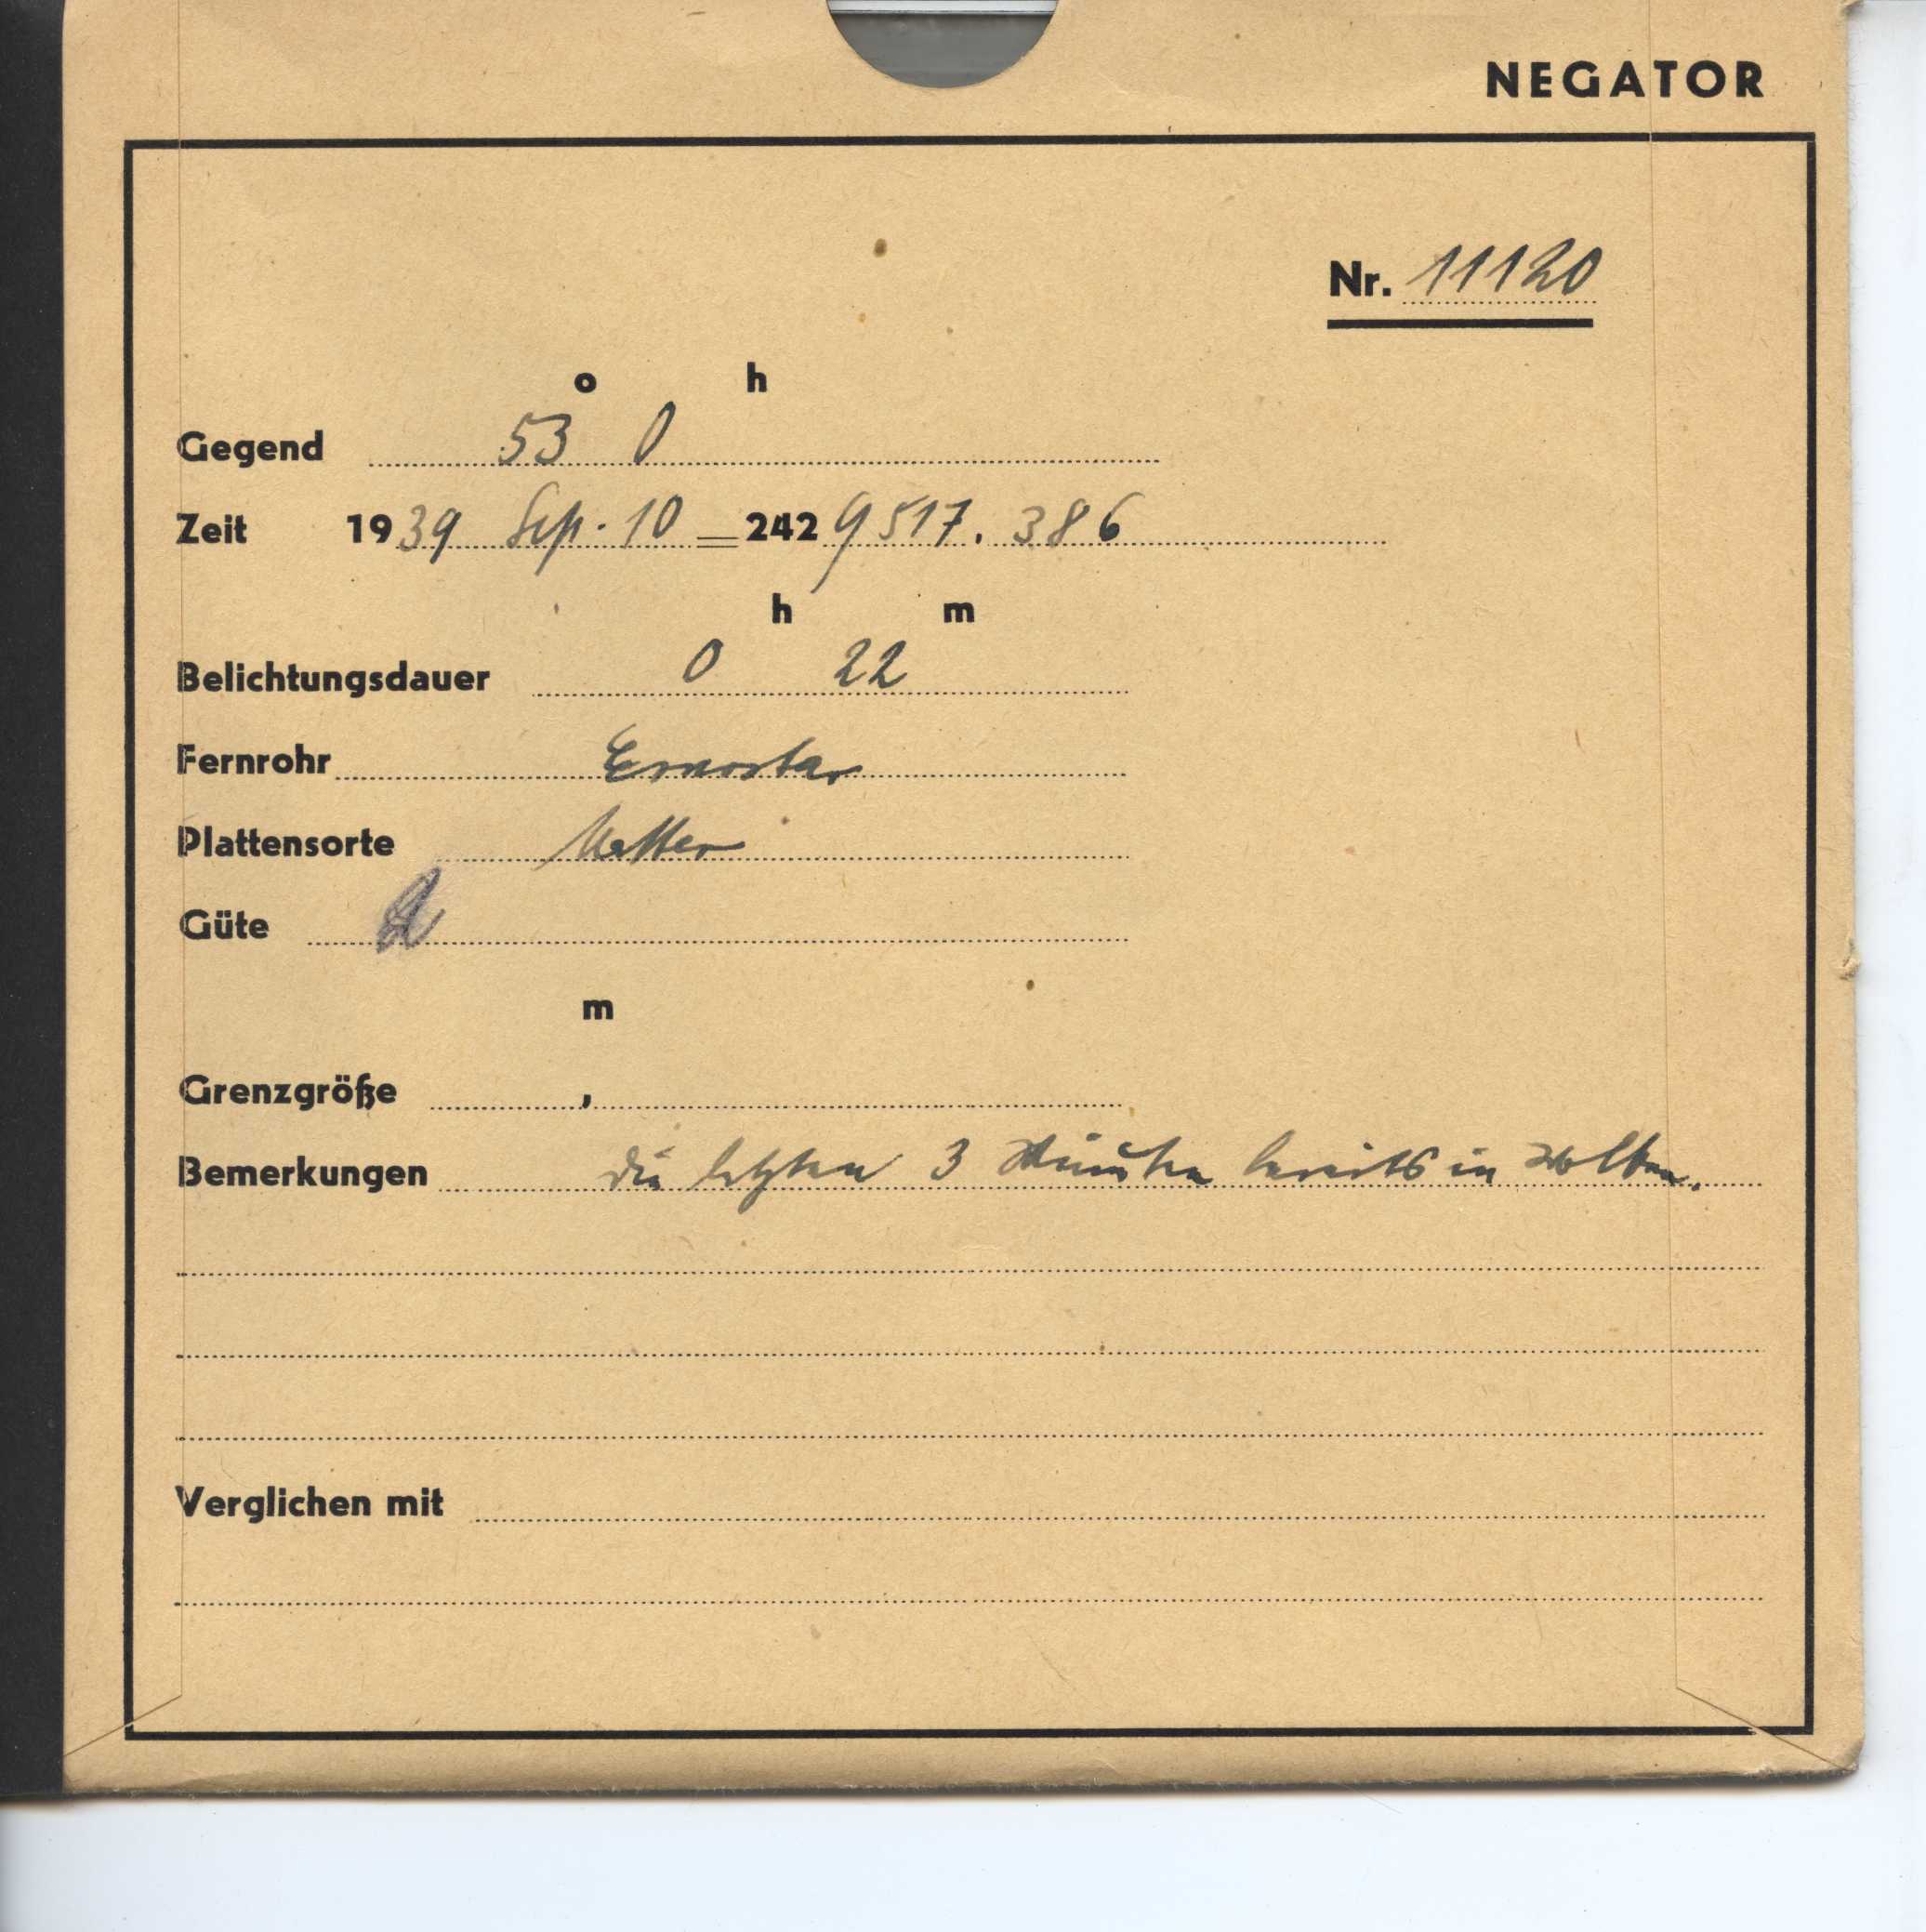 NEGATOR
Nr. 11120
o h
Gegend 53 0
Zeit 1939 Sep. 10 = 242 9517.386
h m
Belichtungsdauer 0 22
Fernrohr Ernostar
Plattensorte
Güte
m
Grenzgröße ,
Bemerkungen Die letzten 3 Minuten bereits in Wolken.
Verglichen mit